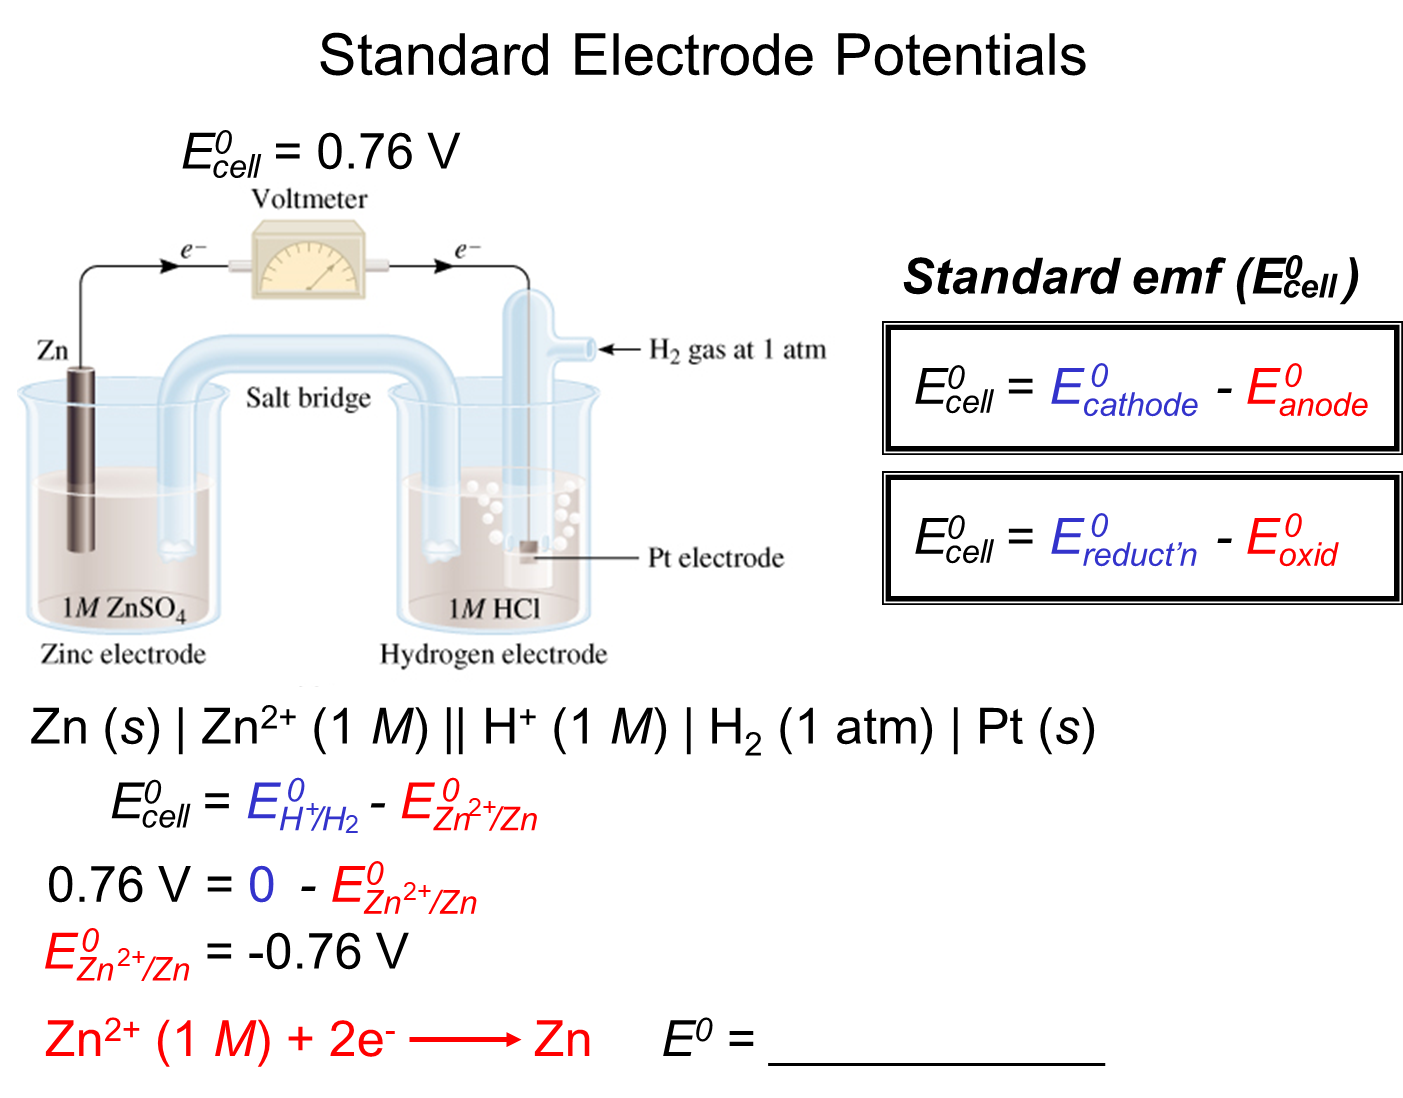 Standard Electrode Potentials
E⁰cell = 0.76 V
Voltmeter
e⁻ e⁻
Standard emf (E⁰cell)
Zn
H₂ gas at 1 atm
E⁰cell = E⁰cathode - E⁰anode
Salt bridge
E⁰cell = E⁰reduct’n - E⁰oxid
Pt electrode
1M ZnSO₄
1M HCl
Zinc electrode
Hydrogen electrode
Zn (s) | Zn²⁺ (1 M) || H⁺ (1 M) | H₂ (1 atm) | Pt (s)
E⁰cell = E⁰H⁺/H₂ - E⁰Zn²⁺/Zn
0.76 V = 0 - E⁰Zn²⁺/Zn
E⁰Zn²⁺/Zn = -0.76 V
Zn²⁺ (1 M) + 2e⁻ ⟶ Zn E⁰ = ____________